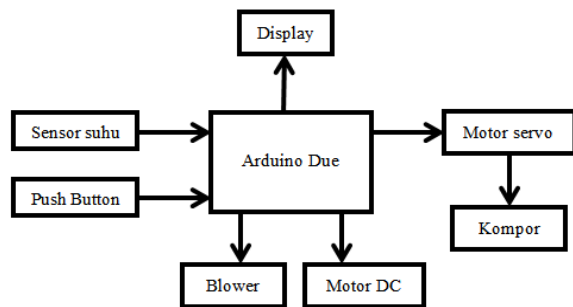 Display
Sensor suhu
Arduino Due
Motor servo
Push Button
Kompor
Blower
Motor DC